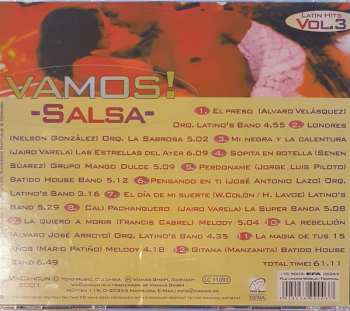 Latin Hits
Vol.3
VAMOS!
-SALSA-
1. El preso (Alvaro Velásquez)
Orq. Latino's Band 4.55 2. Londres
(Nelson González) Orq. La Sabrosa 5.02 3. Mi negra y la calentura
(Jairo Varela) Las Estrellas del Ayer 6.09 4. Sopita en botella (Senen
Suárez) Grupo Mango Dulce 5.09 5. Perdoname (Jorge Luis Piloto)
Batido House Band 5.12 6. Pensando en ti (José Antonio Lazo) Orq.
Latino's Band 3.16 7. El día de mi suerte (W.Colón / H. Lavoe) Latino's
Band 5.29 8. Cali Pachanguero (Jairo Varela) La Super Banda 5.08
9. La quiero a morir (Francis Cabrel) Melody 5.04 10. La rebellión
(Alvaro José Arroyo) Orq. Latino's Band 6.01 11. La magia de tus 15
años (Mario Patiño) Melody 4.18 12. Gitana (Manzanita) Batido House
Band 6.49
Total time: 61.11
LC 11093
2001